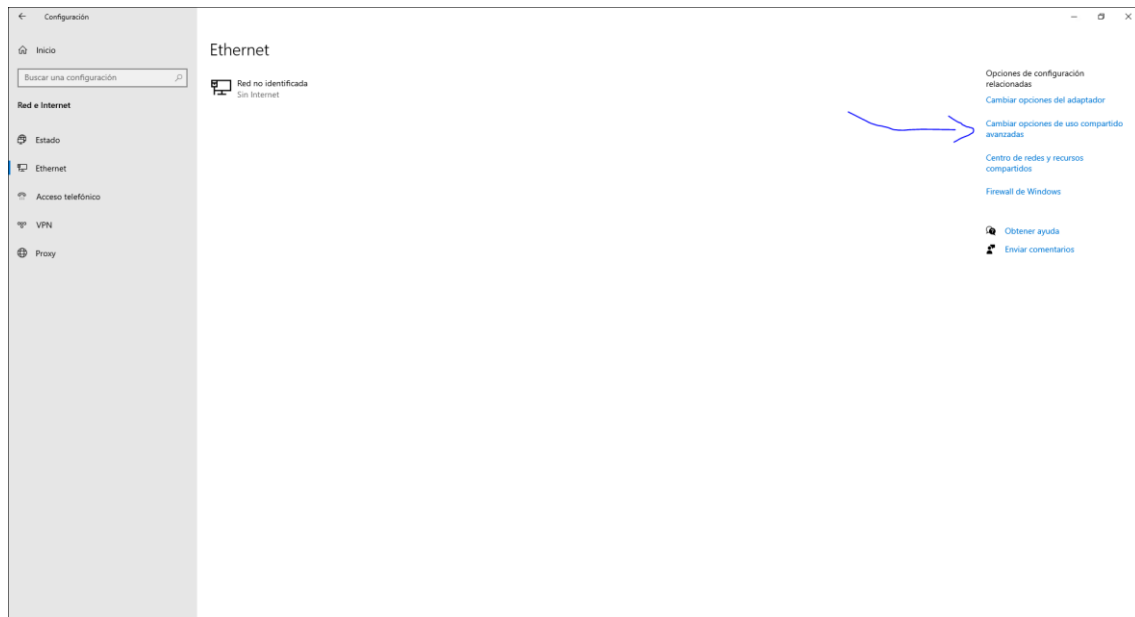 Configuración
Inicio
Buscar una configuración
Red e Internet
Estado
Ethernet
Acceso telefónico
VPN
Proxy
Ethernet
Red no identificada
Sin Internet
Opciones de configuración
relacionadas
Cambiar opciones del adaptador
Cambiar opciones de uso compartido
avanzadas
Centro de redes y recursos
compartidos
Firewall de Windows
Obtener ayuda
Enviar comentarios